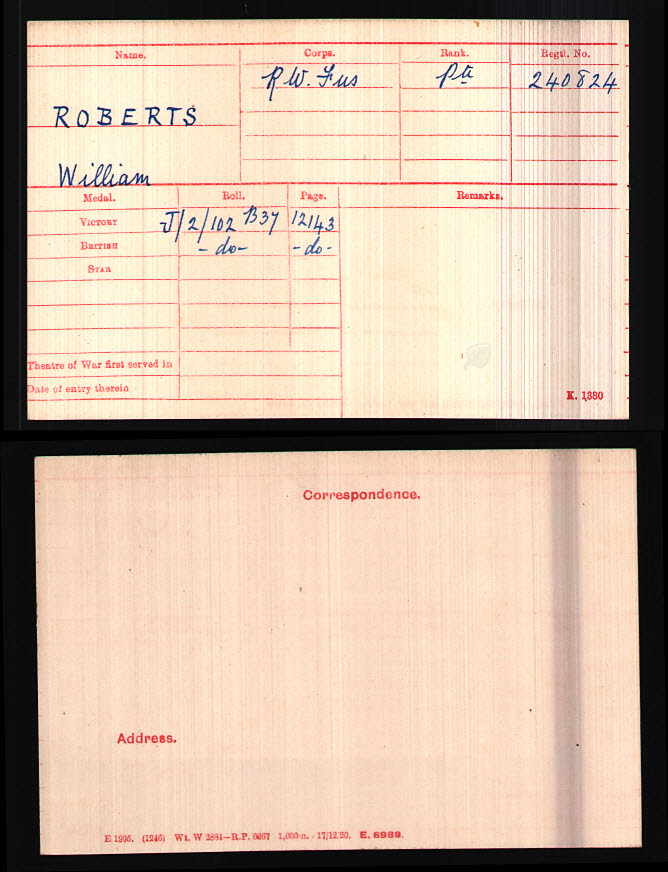 Name. Corps. Rank. Regtl. No.
R.W. Fus Pte 240824
ROBERTS
William
Medal. Roll. Page. Remarks.
VICTORY J/2/102 B37 12143
BRITISH -do- -do-
STAR
Theatre of War first served in
Date of entry therein
K. 1380
Correspondence.
Address.
E 1995. (1246) Wt. W 2884—R.P. 6067 1,000 m. 17/12/20. E. 6989.